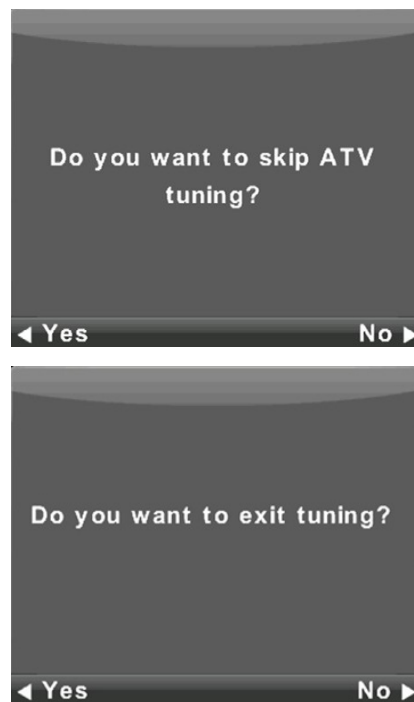 Do you want to skip ATV
tuning?
◀ Yes No ▶
Do you want to exit tuning?
◀ Yes No ▶